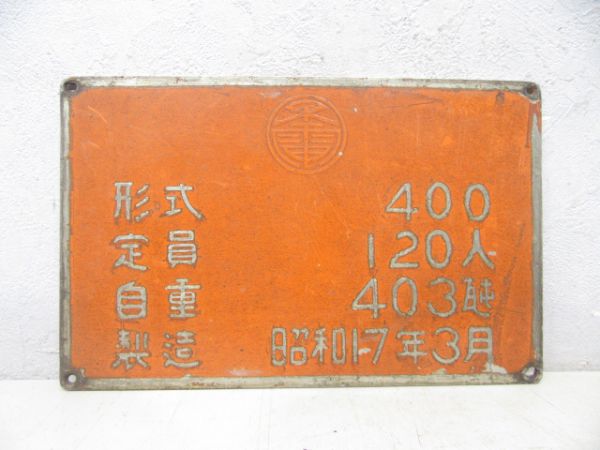 形式 400
定員 120人
自重 403瓲
製造 昭和17年3月